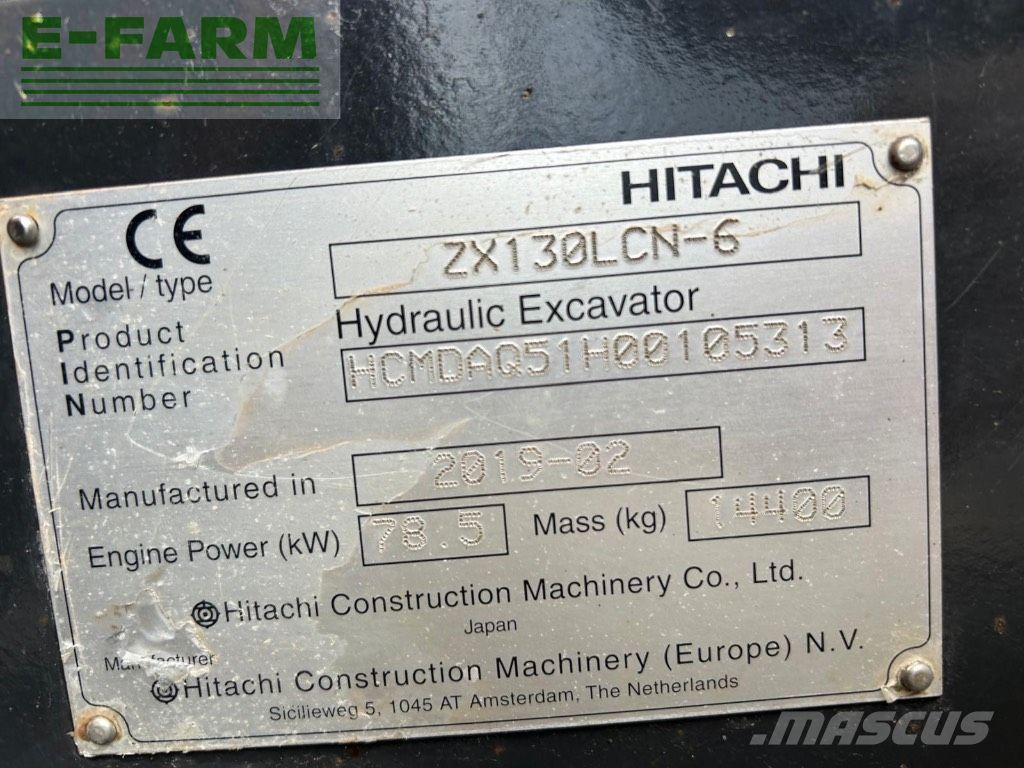 E-FARM
HITACHI
CE
Model / type ZX130LCN-6
Hydraulic Excavator
Product
Identification HCMDAQ51H00105313
Number
Manufactured in 2019-02
Engine Power (kW) 78.5 Mass (kg) 14400
Hitachi Construction Machinery Co., Ltd.
Japan
Manufacturer
Hitachi Construction Machinery (Europe) N.V.
Sicilieweg 5, 1045 AT Amsterdam, The Netherlands
MASCUS